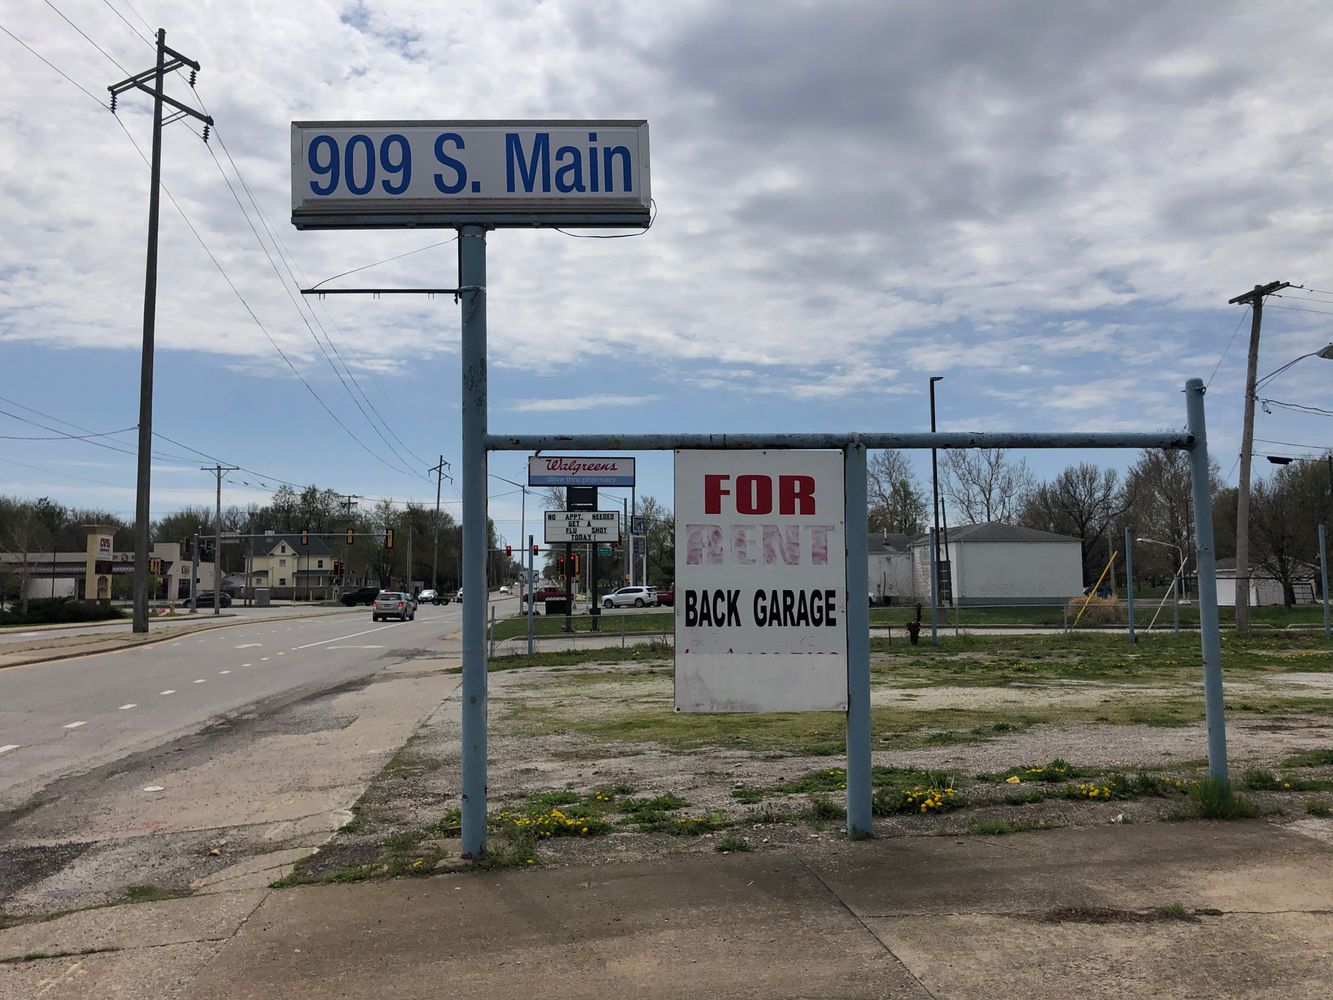 909 S. Main
Walgreens
drive thru pharmacy
NO APPT. NEEDED
GET A
FLU SHOT
TODAY!
FOR
RENT
BACK GARAGE
CVS